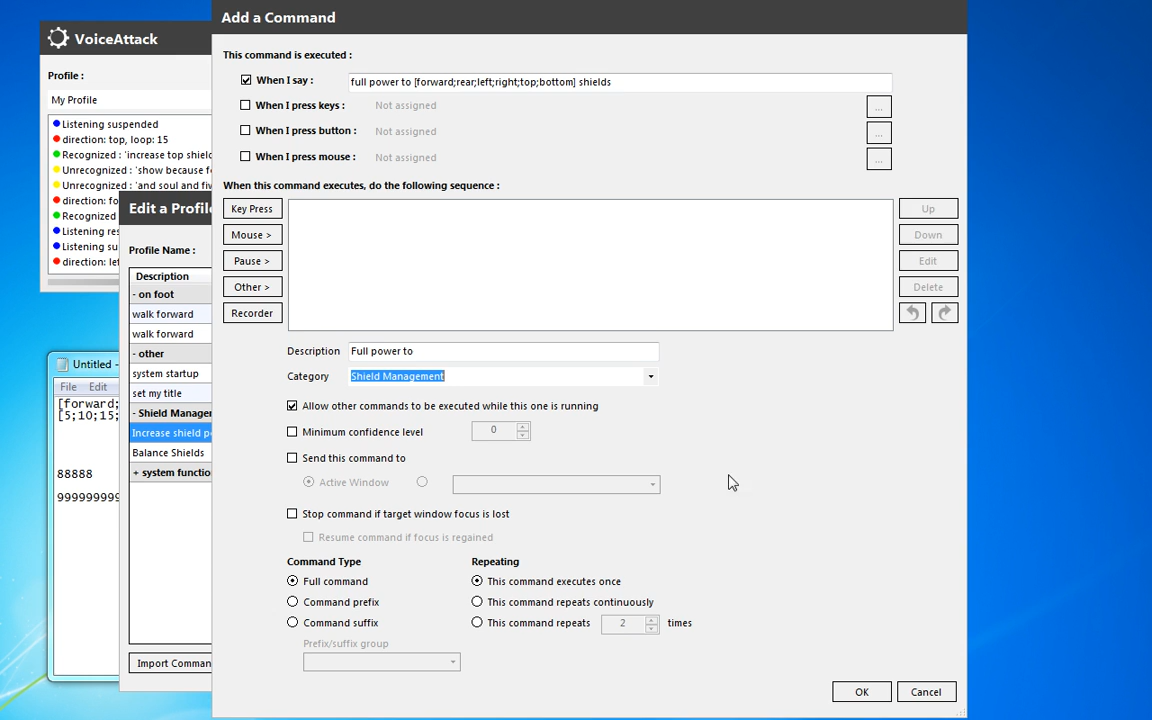 VoiceAttack
Profile :
My Profile
Listening suspended
direction: top, loop: 15
Recognized : 'increase top shield
Unrecognized : 'show because f
Unrecognized : 'and soul and fi
direction: fo
Recognized
Listening res
Listening su
direction: lef
Edit a Profile
Profile Name :
Description
- on foot
walk forward
walk forward
- other
system startup
set my title
- Shield Manager
Increase shield p
Balance Shields
+ system functio
Import Comman
Untitled -
File Edit
[forward;
[5;10;15;
88888
999999999
Add a Command
This command is executed :
When I say : full power to [forward;rear;left;right;top;bottom] shields
When I press keys : Not assigned ...
When I press button : Not assigned ...
When I press mouse : Not assigned ...
When this command executes, do the following sequence :
Key Press Up
Mouse > Down
Pause > Edit
Other > Delete
Recorder
Description Full power to
Category Shield Management
Allow other commands to be executed while this one is running
Minimum confidence level 0
Send this command to
Active Window
Stop command if target window focus is lost
Resume command if focus is regained
Command Type Repeating
Full command This command executes once
Command prefix This command repeats continuously
Command suffix This command repeats 2 times
Prefix/suffix group
OK Cancel